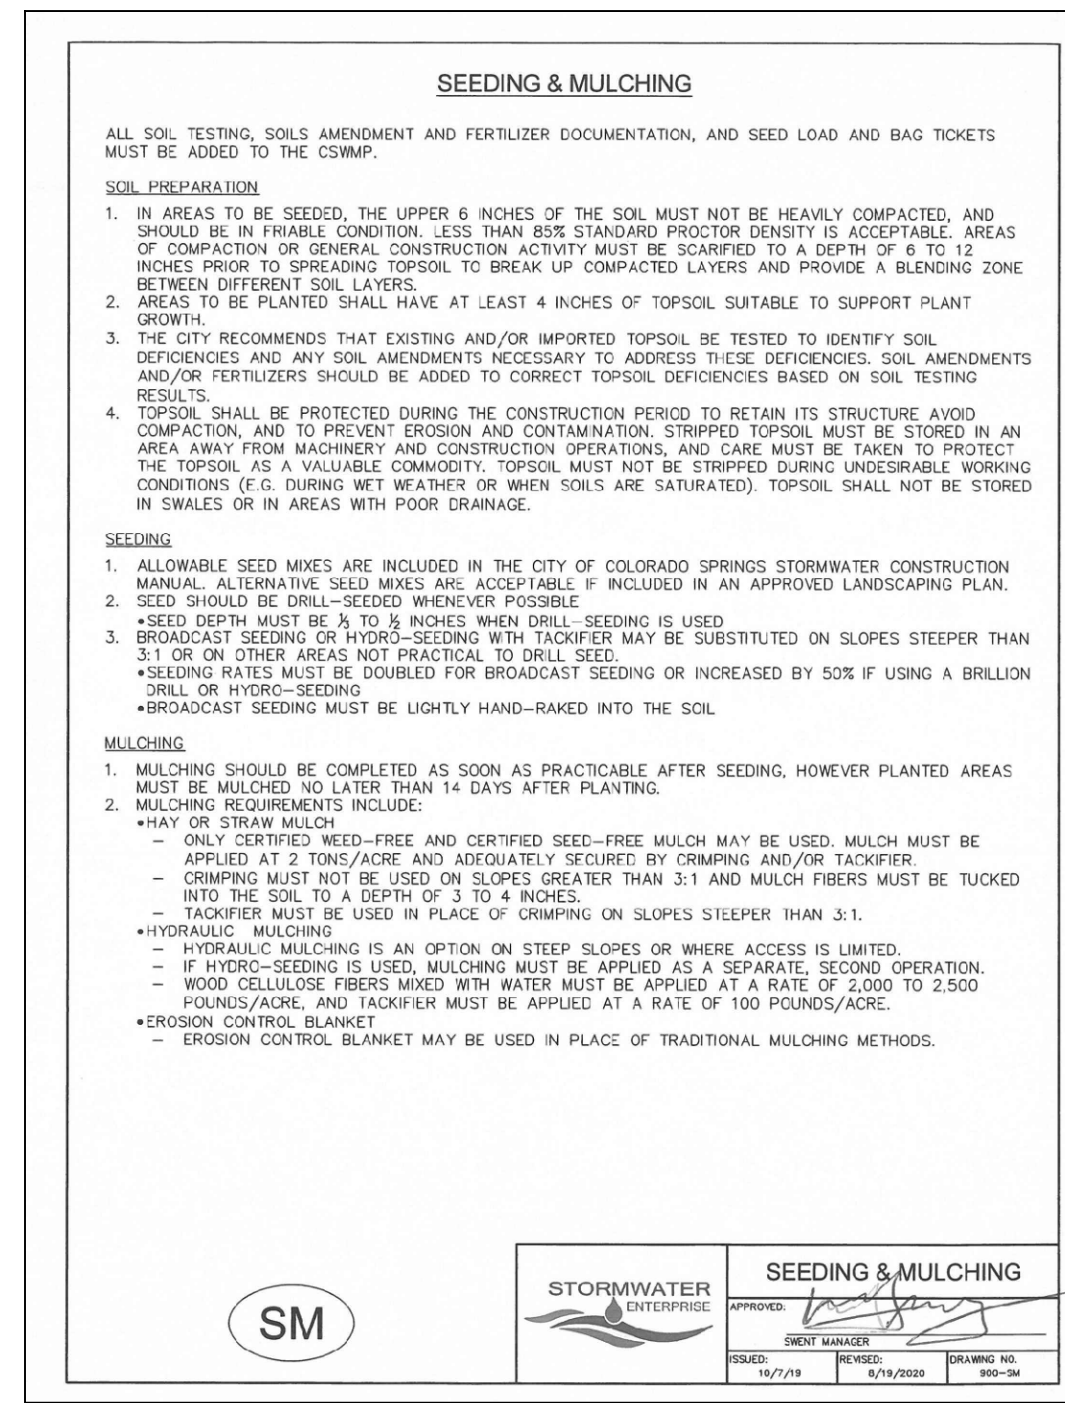 SEEDING & MULCHING
ALL SOIL TESTING, SOILS AMENDMENT AND FERTILIZER DOCUMENTATION, AND SEED LOAD AND BAG TICKETS
MUST BE ADDED TO THE CSWMP.
SOIL PREPARATION
1. IN AREAS TO BE SEEDED, THE UPPER 6 INCHES OF THE SOIL MUST NOT BE HEAVILY COMPACTED, AND
SHOULD BE IN FRIABLE CONDITION. LESS THAN 85% STANDARD PROCTOR DENSITY IS ACCEPTABLE. AREAS
OF COMPACTION OR GENERAL CONSTRUCTION ACTIVITY MUST BE SCARIFIED TO A DEPTH OF 6 TO 12
INCHES PRIOR TO SPREADING TOPSOIL TO BREAK UP COMPACTED LAYERS AND PROVIDE A BLENDING ZONE
BETWEEN DIFFERENT SOIL LAYERS.
2. AREAS TO BE PLANTED SHALL HAVE AT LEAST 4 INCHES OF TOPSOIL SUITABLE TO SUPPORT PLANT
GROWTH.
3. THE CITY RECOMMENDS THAT EXISTING AND/OR IMPORTED TOPSOIL BE TESTED TO IDENTIFY SOIL
DEFICIENCIES AND ANY SOIL AMENDMENTS NECESSARY TO ADDRESS THESE DEFICIENCIES. SOIL AMENDMENTS
AND/OR FERTILIZERS SHOULD BE ADDED TO CORRECT TOPSOIL DEFICIENCIES BASED ON SOIL TESTING
RESULTS.
4. TOPSOIL SHALL BE PROTECTED DURING THE CONSTRUCTION PERIOD TO RETAIN ITS STRUCTURE AVOID
COMPACTION, AND TO PREVENT EROSION AND CONTAMINATION. STRIPPED TOPSOIL MUST BE STORED IN AN
AREA AWAY FROM MACHINERY AND CONSTRUCTION OPERATIONS, AND CARE MUST BE TAKEN TO PROTECT
THE TOPSOIL AS A VALUABLE COMMODITY. TOPSOIL MUST NOT BE STRIPPED DURING UNDESIRABLE WORKING
CONDITIONS (E.G. DURING WET WEATHER OR WHEN SOILS ARE SATURATED). TOPSOIL SHALL NOT BE STORED
IN SWALES OR IN AREAS WITH POOR DRAINAGE.
SEEDING
1. ALLOWABLE SEED MIXES ARE INCLUDED IN THE CITY OF COLORADO SPRINGS STORMWATER CONSTRUCTION
MANUAL. ALTERNATIVE SEED MIXES ARE ACCEPTABLE IF INCLUDED IN AN APPROVED LANDSCAPING PLAN.
2. SEED SHOULD BE DRILL-SEEDED WHENEVER POSSIBLE
•SEED DEPTH MUST BE ⅓ TO ½ INCHES WHEN DRILL-SEEDING IS USED
3. BROADCAST SEEDING OR HYDRO-SEEDING WITH TACKIFIER MAY BE SUBSTITUTED ON SLOPES STEEPER THAN
3:1 OR ON OTHER AREAS NOT PRACTICAL TO DRILL SEED.
•SEEDING RATES MUST BE DOUBLED FOR BROADCAST SEEDING OR INCREASED BY 50% IF USING A BRILLION
DRILL OR HYDRO-SEEDING
•BROADCAST SEEDING MUST BE LIGHTLY HAND-RAKED INTO THE SOIL
MULCHING
1. MULCHING SHOULD BE COMPLETED AS SOON AS PRACTICABLE AFTER SEEDING, HOWEVER PLANTED AREAS
MUST BE MULCHED NO LATER THAN 14 DAYS AFTER PLANTING.
2. MULCHING REQUIREMENTS INCLUDE:
•HAY OR STRAW MULCH
– ONLY CERTIFIED WEED-FREE AND CERTIFIED SEED-FREE MULCH MAY BE USED. MULCH MUST BE
APPLIED AT 2 TONS/ACRE AND ADEQUATELY SECURED BY CRIMPING AND/OR TACKIFIER.
– CRIMPING MUST NOT BE USED ON SLOPES GREATER THAN 3:1 AND MULCH FIBERS MUST BE TUCKED
INTO THE SOIL TO A DEPTH OF 3 TO 4 INCHES.
– TACKIFIER MUST BE USED IN PLACE OF CRIMPING ON SLOPES STEEPER THAN 3:1.
•HYDRAULIC MULCHING
– HYDRAULIC MULCHING IS AN OPTION ON STEEP SLOPES OR WHERE ACCESS IS LIMITED.
– IF HYDRO-SEEDING IS USED, MULCHING MUST BE APPLIED AS A SEPARATE, SECOND OPERATION.
– WOOD CELLULOSE FIBERS MIXED WITH WATER MUST BE APPLIED AT A RATE OF 2,000 TO 2,500
POUNDS/ACRE, AND TACKIFIER MUST BE APPLIED AT A RATE OF 100 POUNDS/ACRE.
•EROSION CONTROL BLANKET
– EROSION CONTROL BLANKET MAY BE USED IN PLACE OF TRADITIONAL MULCHING METHODS.
SM
STORMWATER
ENTERPRISE
SEEDING & MULCHING
APPROVED:
SWENT MANAGER
ISSUED:
10/7/19
REVISED:
8/19/2020
DRAWING NO.
900-SM